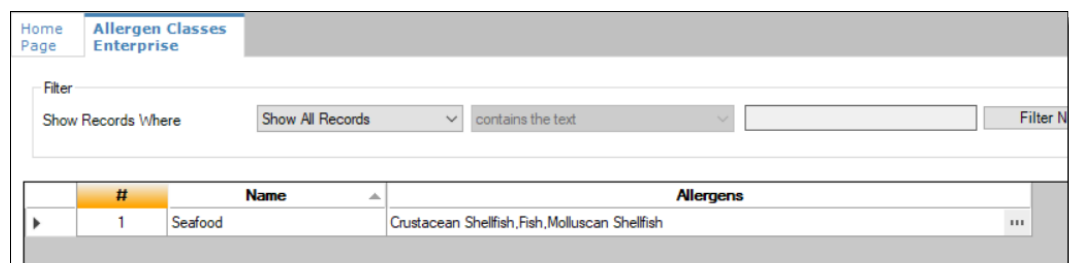 Home Page
Allergen Classes Enterprise
Filter
Show Records Where Show All Records contains the text Filter N
# Name Allergens
1 Seafood Crustacean Shellfish,Fish,Molluscan Shellfish ...